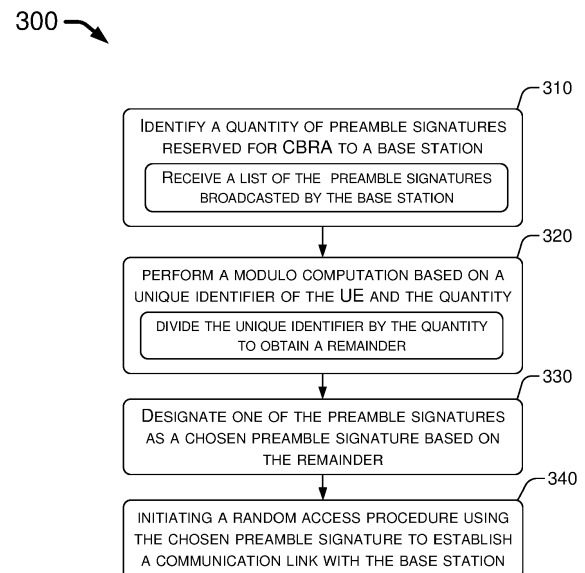 300
310
IDENTIFY A QUANTITY OF PREAMBLE SIGNATURES
RESERVED FOR CBRA TO A BASE STATION
RECEIVE A LIST OF THE PREAMBLE SIGNATURES
BROADCASTED BY THE BASE STATION
320
PERFORM A MODULO COMPUTATION BASED ON A
UNIQUE IDENTIFIER OF THE UE AND THE QUANTITY
DIVIDE THE UNIQUE IDENTIFIER BY THE QUANTITY
TO OBTAIN A REMAINDER
330
DESIGNATE ONE OF THE PREAMBLE SIGNATURES
AS A CHOSEN PREAMBLE SIGNATURE BASED ON
THE REMAINDER
340
INITIATING A RANDOM ACCESS PROCEDURE USING
THE CHOSEN PREAMBLE SIGNATURE TO ESTABLISH
A COMMUNICATION LINK WITH THE BASE STATION